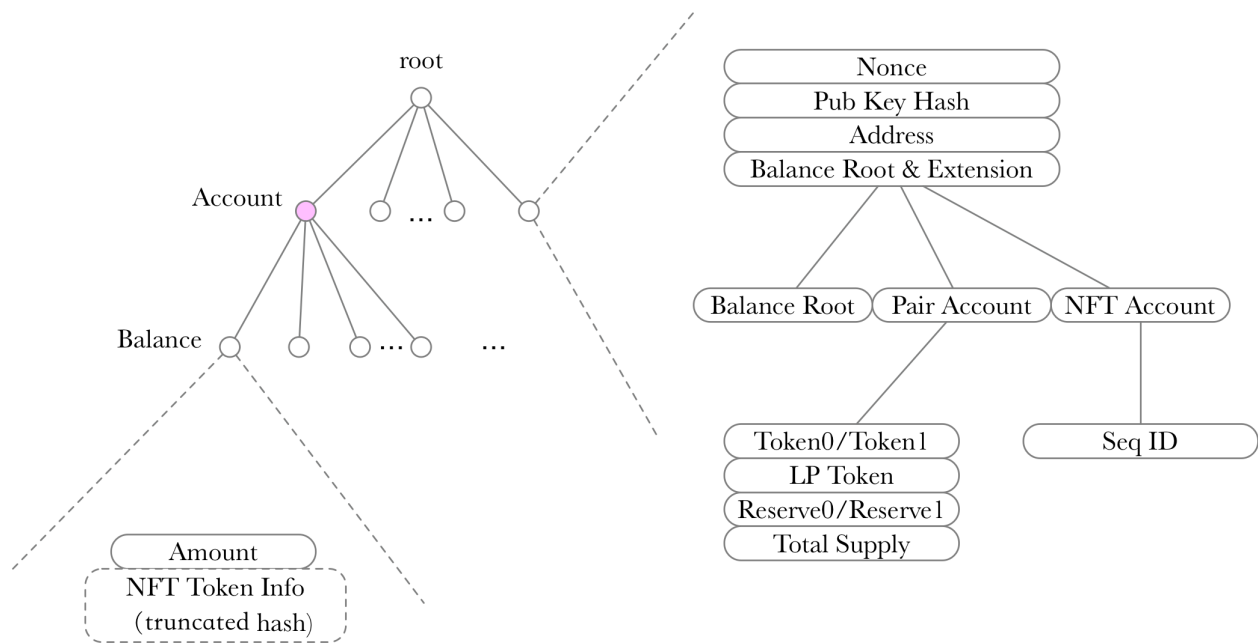 root
Account
...
Balance
...
...
Amount
NFT Token Info
(truncated hash)
Nonce
Pub Key Hash
Address
Balance Root & Extension
Balance Root
Pair Account
NFT Account
Token0/Token1
LP Token
Reserve0/Reserve1
Total Supply
Seq ID